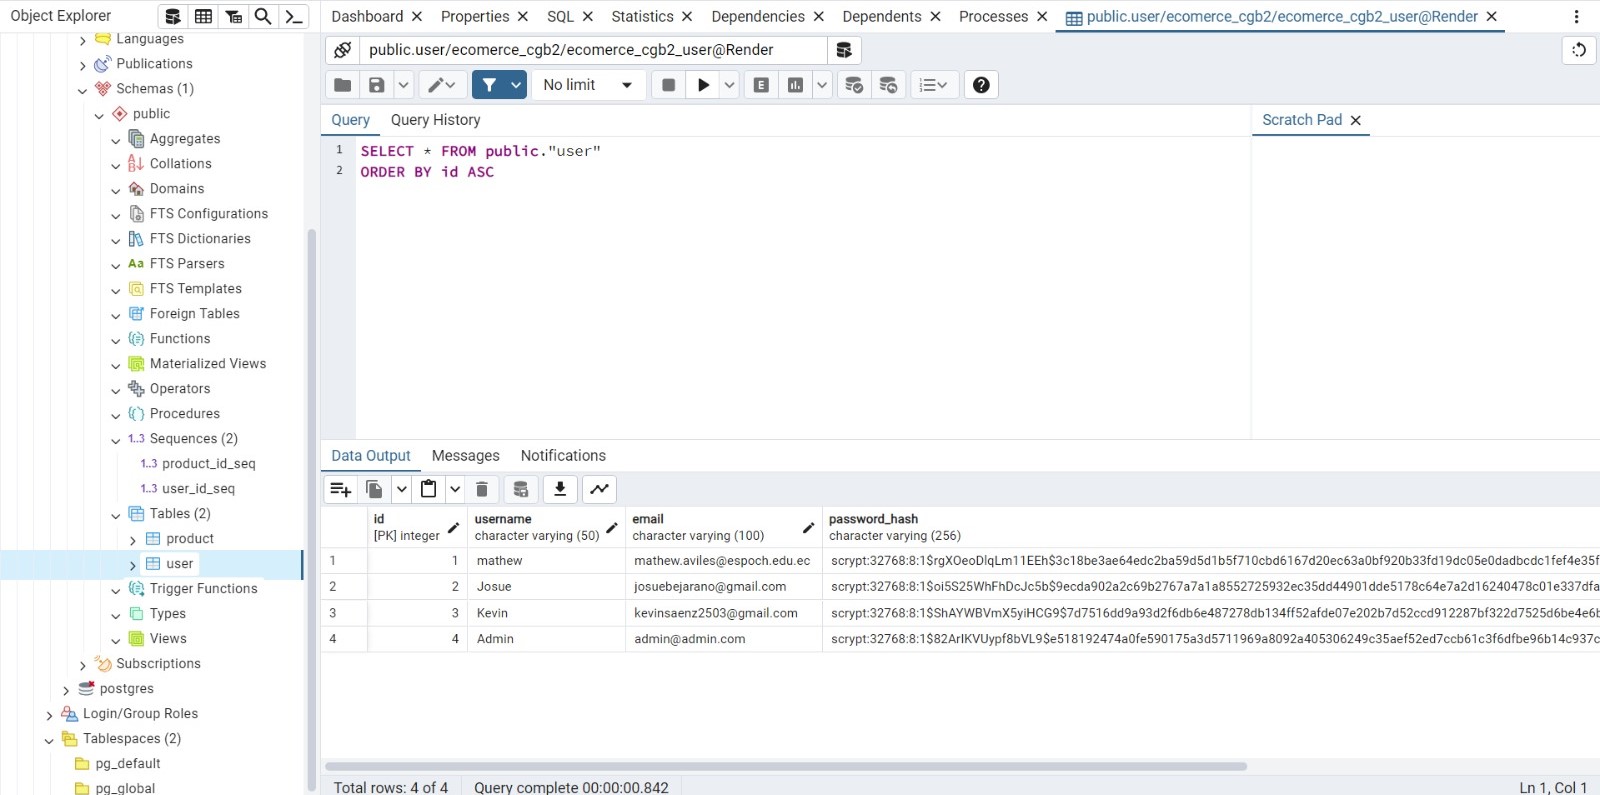 Object Explorer
Dashboard
Properties
SQL
Statistics
Dependencies
Dependents
Processes
public.user/ecomerce_cgb2/ecomerce_cgb2_user@Render
Languages
Publications
Schemas (1)
public
Aggregates
Collations
Domains
FTS Configurations
FTS Dictionaries
Aa FTS Parsers
FTS Templates
Foreign Tables
Functions
Materialized Views
Operators
Procedures
1..3 Sequences (2)
1..3 product_id_seq
1..3 user_id_seq
Tables (2)
product
user
Trigger Functions
Types
Views
Subscriptions
postgres
Login/Group Roles
Tablespaces (2)
pg_default
pg_global
public.user/ecomerce_cgb2/ecomerce_cgb2_user@Render
No limit
E
Query
Query History
Scratch Pad
1 SELECT * FROM public."user"
2 ORDER BY id ASC
Data Output
Messages
Notifications
id
[PK] integer
username
character varying (50)
email
character varying (100)
password_hash
character varying (256)
1 1 mathew mathew.aviles@espoch.edu.ec scrypt:32768:8:1$rgXOeoDlqLm11EEh$3c18be3ae64edc2ba59d5d1b5f710cbd6167d20ec63a0bf920b33fd19dc05e0dadbcdc1fef4e35f
2 2 Josue josuebejarano@gmail.com scrypt:32768:8:1$oi5S25WhFhDcJc5b$9ecda902a2c69b2767a7a1a8552725932ec35dd44901dde5178c64e7a2d16240478c01e337dfa
3 3 Kevin kevinsaenz2503@gmail.com scrypt:32768:8:1$ShAYWBVmX5yiHCG9$7d7516dd9a93d2f6db6e487278db134ff52afde07e202b7d52ccd912287bf322d7525d6be4e6b
4 4 Admin admin@admin.com scrypt:32768:8:1$82ArIKVUypf8bVL9$e518192474a0fe590175a3d5711969a8092a405306249c35aef52ed7ccb61c3f6dfbe96b14c937c
Total rows: 4 of 4
Query complete 00:00:00.842
Ln 1, Col 1